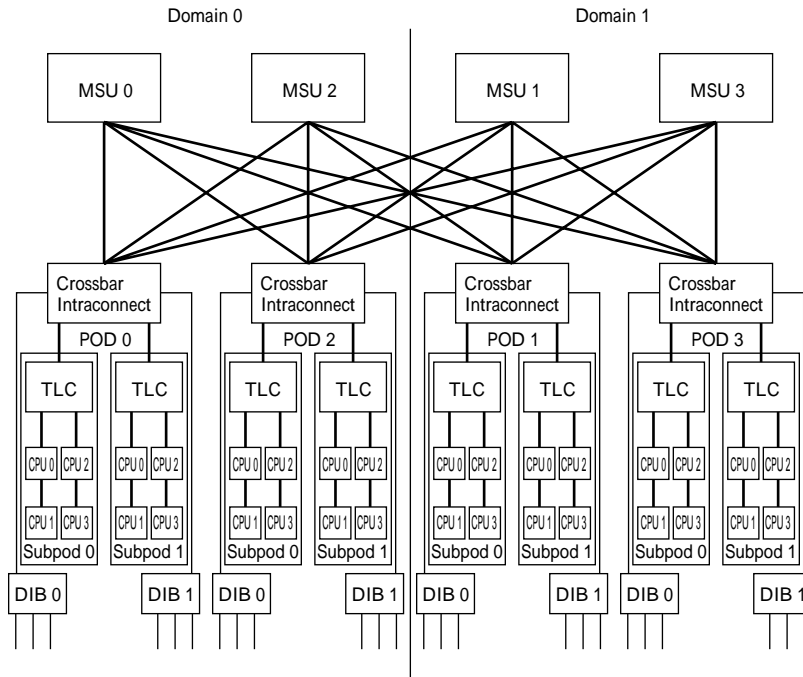 Domain 0 Domain 1
MSU 0 MSU 2 MSU 1 MSU 3
Crossbar Crossbar Crossbar Crossbar
Intraconnect Intraconnect Intraconnect Intraconnect
POD 0 POD 2 POD 1 POD 3
TLC TLC TLC TLC TLC TLC TLC TLC
CPU 0 CPU 2 CPU 0 CPU 2 CPU 0 CPU 2 CPU 0 CPU 2 CPU 0 CPU 2 CPU 0 CPU 2 CPU 0 CPU 2 CPU 0 CPU 2
CPU 1 CPU 3 CPU 1 CPU 3 CPU 1 CPU 3 CPU 1 CPU 3 CPU 1 CPU 3 CPU 1 CPU 3 CPU 1 CPU 3 CPU 1 CPU 3
Subpod 0 Subpod 1 Subpod 0 Subpod 1 Subpod 0 Subpod 1 Subpod 0 Subpod 1
DIB 0 DIB 1 DIB 0 DIB 1 DIB 0 DIB 1 DIB 0 DIB 1